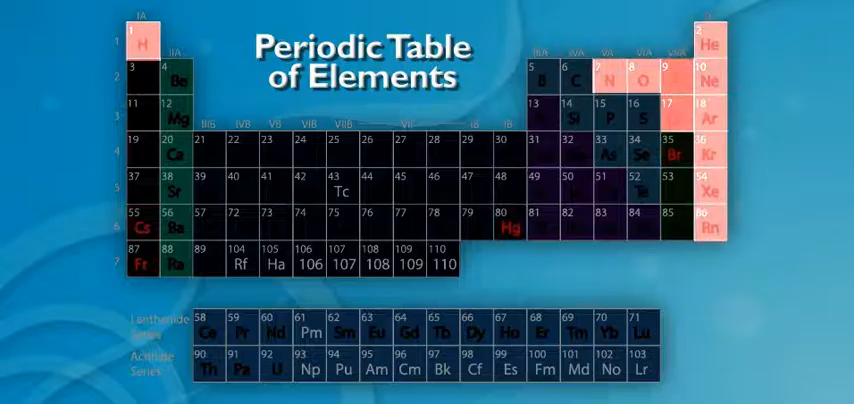 Periodic Table
of Elements
IA
1 H 2 He
IIA IIIA IVA VA VIA VIIA
3 4 Be 5 B 6 C 7 N 8 O 9 10 Ne
11 12 Mg 13 14 Si 15 P 16 S 17 18 Ar
IIIB IVB VB VIB VIIB IB IIB
19 20 Ca 21 22 23 24 25 26 27 28 29 30 31 32 33 As 34 Se 35 Br 36 Kr
37 38 Sr 39 40 41 42 43 Tc 44 45 46 47 48 49 50 51 52 Te 53 54 Xe
55 Cs 56 Ba 57 72 73 74 75 76 77 78 79 80 Hg 81 82 83 84 85 86 Rn
87 Fr 88 Ra 89 104 Rf 105 Ha 106 106 107 107 108 108 109 109 110 110
1
2
3
4
5
6
7
Lanthanide
Series
58 Ce 59 Pr 60 Nd 61 Pm 62 Sm 63 Eu 64 Gd 65 Tb 66 Dy 67 Ho 68 Er 69 Tm 70 Yb 71 Lu
Actinide
Series
90 Th 91 Pa 92 U 93 Np 94 Pu 95 Am 96 Cm 97 Bk 98 Cf 99 Es 100 Fm 101 Md 102 No 103 Lr